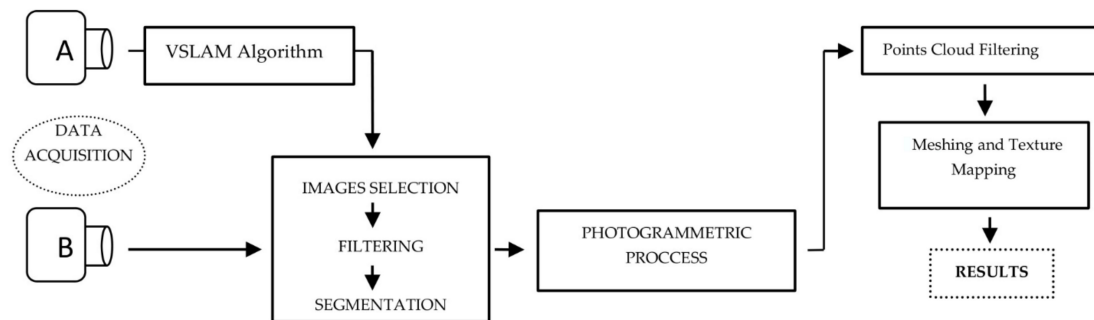 A
VSLAM Algorithm
DATA
ACQUISITION
B
IMAGES SELECTION
FILTERING
SEGMENTATION
PHOTOGRAMMETRIC
PROCCESS
Points Cloud Filtering
Meshing and Texture
Mapping
RESULTS